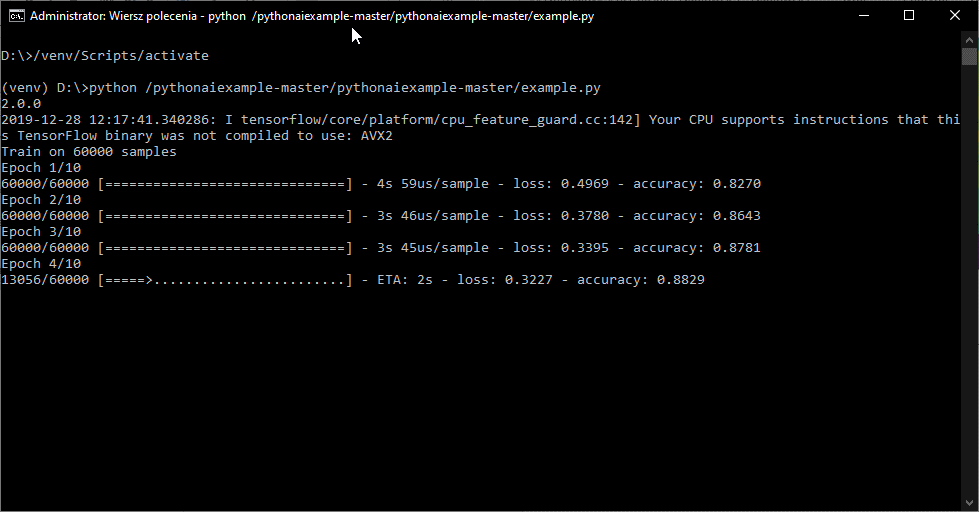 Administrator: Wiersz polecenia - python  /pythonaiexample-master/pythonaiexample-master/example.py
D:\>/venv/Scripts/activate
(venv) D:\>python /pythonaiexample-master/pythonaiexample-master/example.py
2.0.0
2019-12-28 12:17:41.340286: I tensorflow/core/platform/cpu_feature_guard.cc:142] Your CPU supports instructions that thi
s TensorFlow binary was not compiled to use: AVX2
Train on 60000 samples
Epoch 1/10
60000/60000 [==============================] - 4s 59us/sample - loss: 0.4969 - accuracy: 0.8270
Epoch 2/10
60000/60000 [==============================] - 3s 46us/sample - loss: 0.3780 - accuracy: 0.8643
Epoch 3/10
60000/60000 [==============================] - 3s 45us/sample - loss: 0.3395 - accuracy: 0.8781
Epoch 4/10
13056/60000 [=====>........................] - ETA: 2s - loss: 0.3227 - accuracy: 0.8829